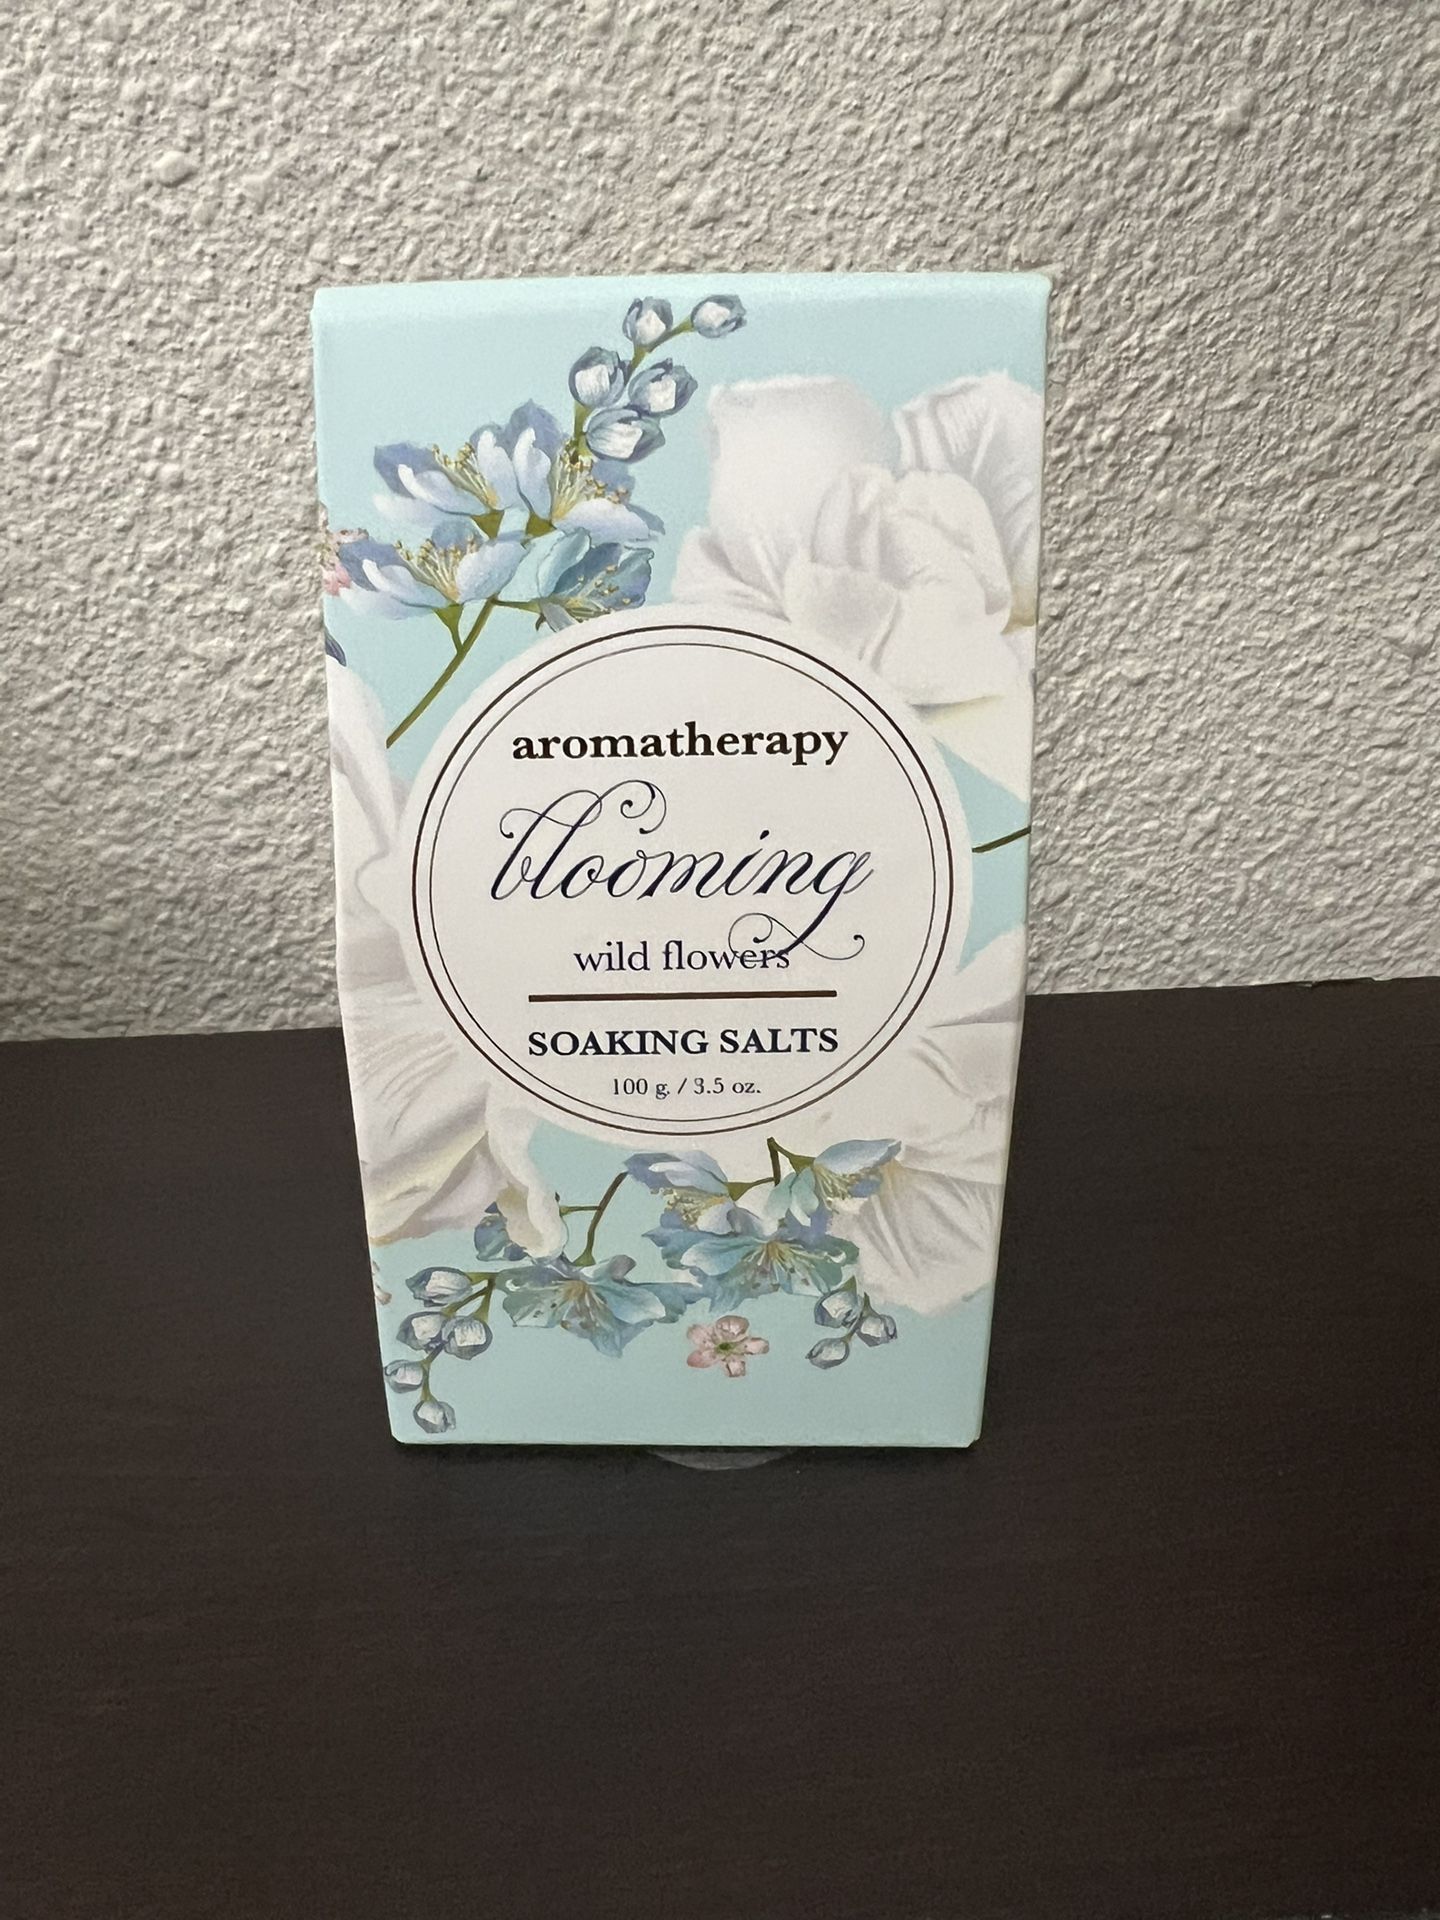 aromatherapy
blooming
wild flowers
SOAKING SALTS
100 g. / 3.5 oz.